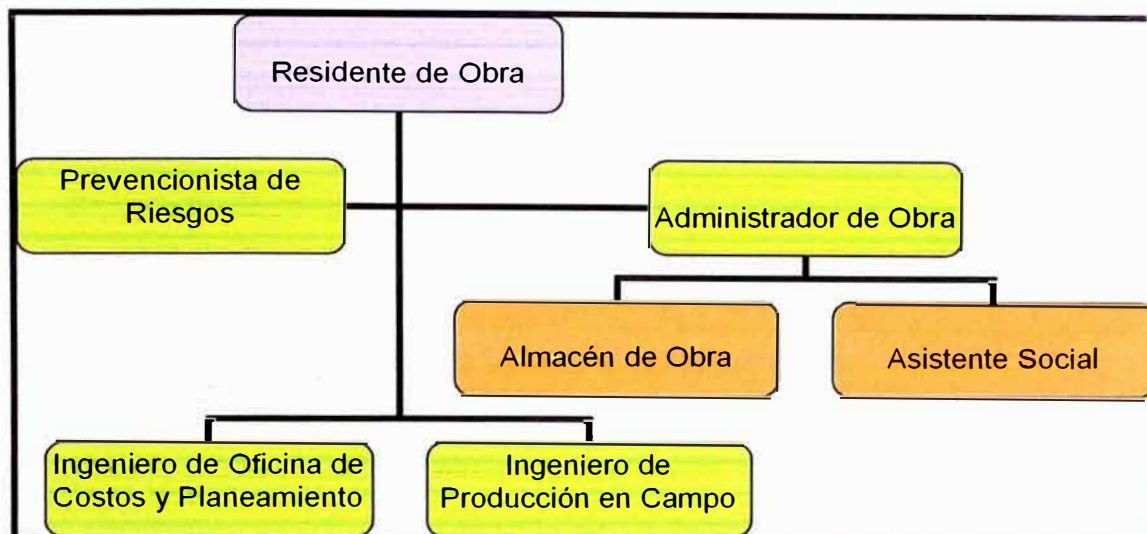 Residente de Obra
Prevencionista de
Riesgos
Administrador de Obra
Almacén de Obra
Asistente Social
Ingeniero de Oficina de
Costos y Planeamiento
Ingeniero de
Producción en Campo